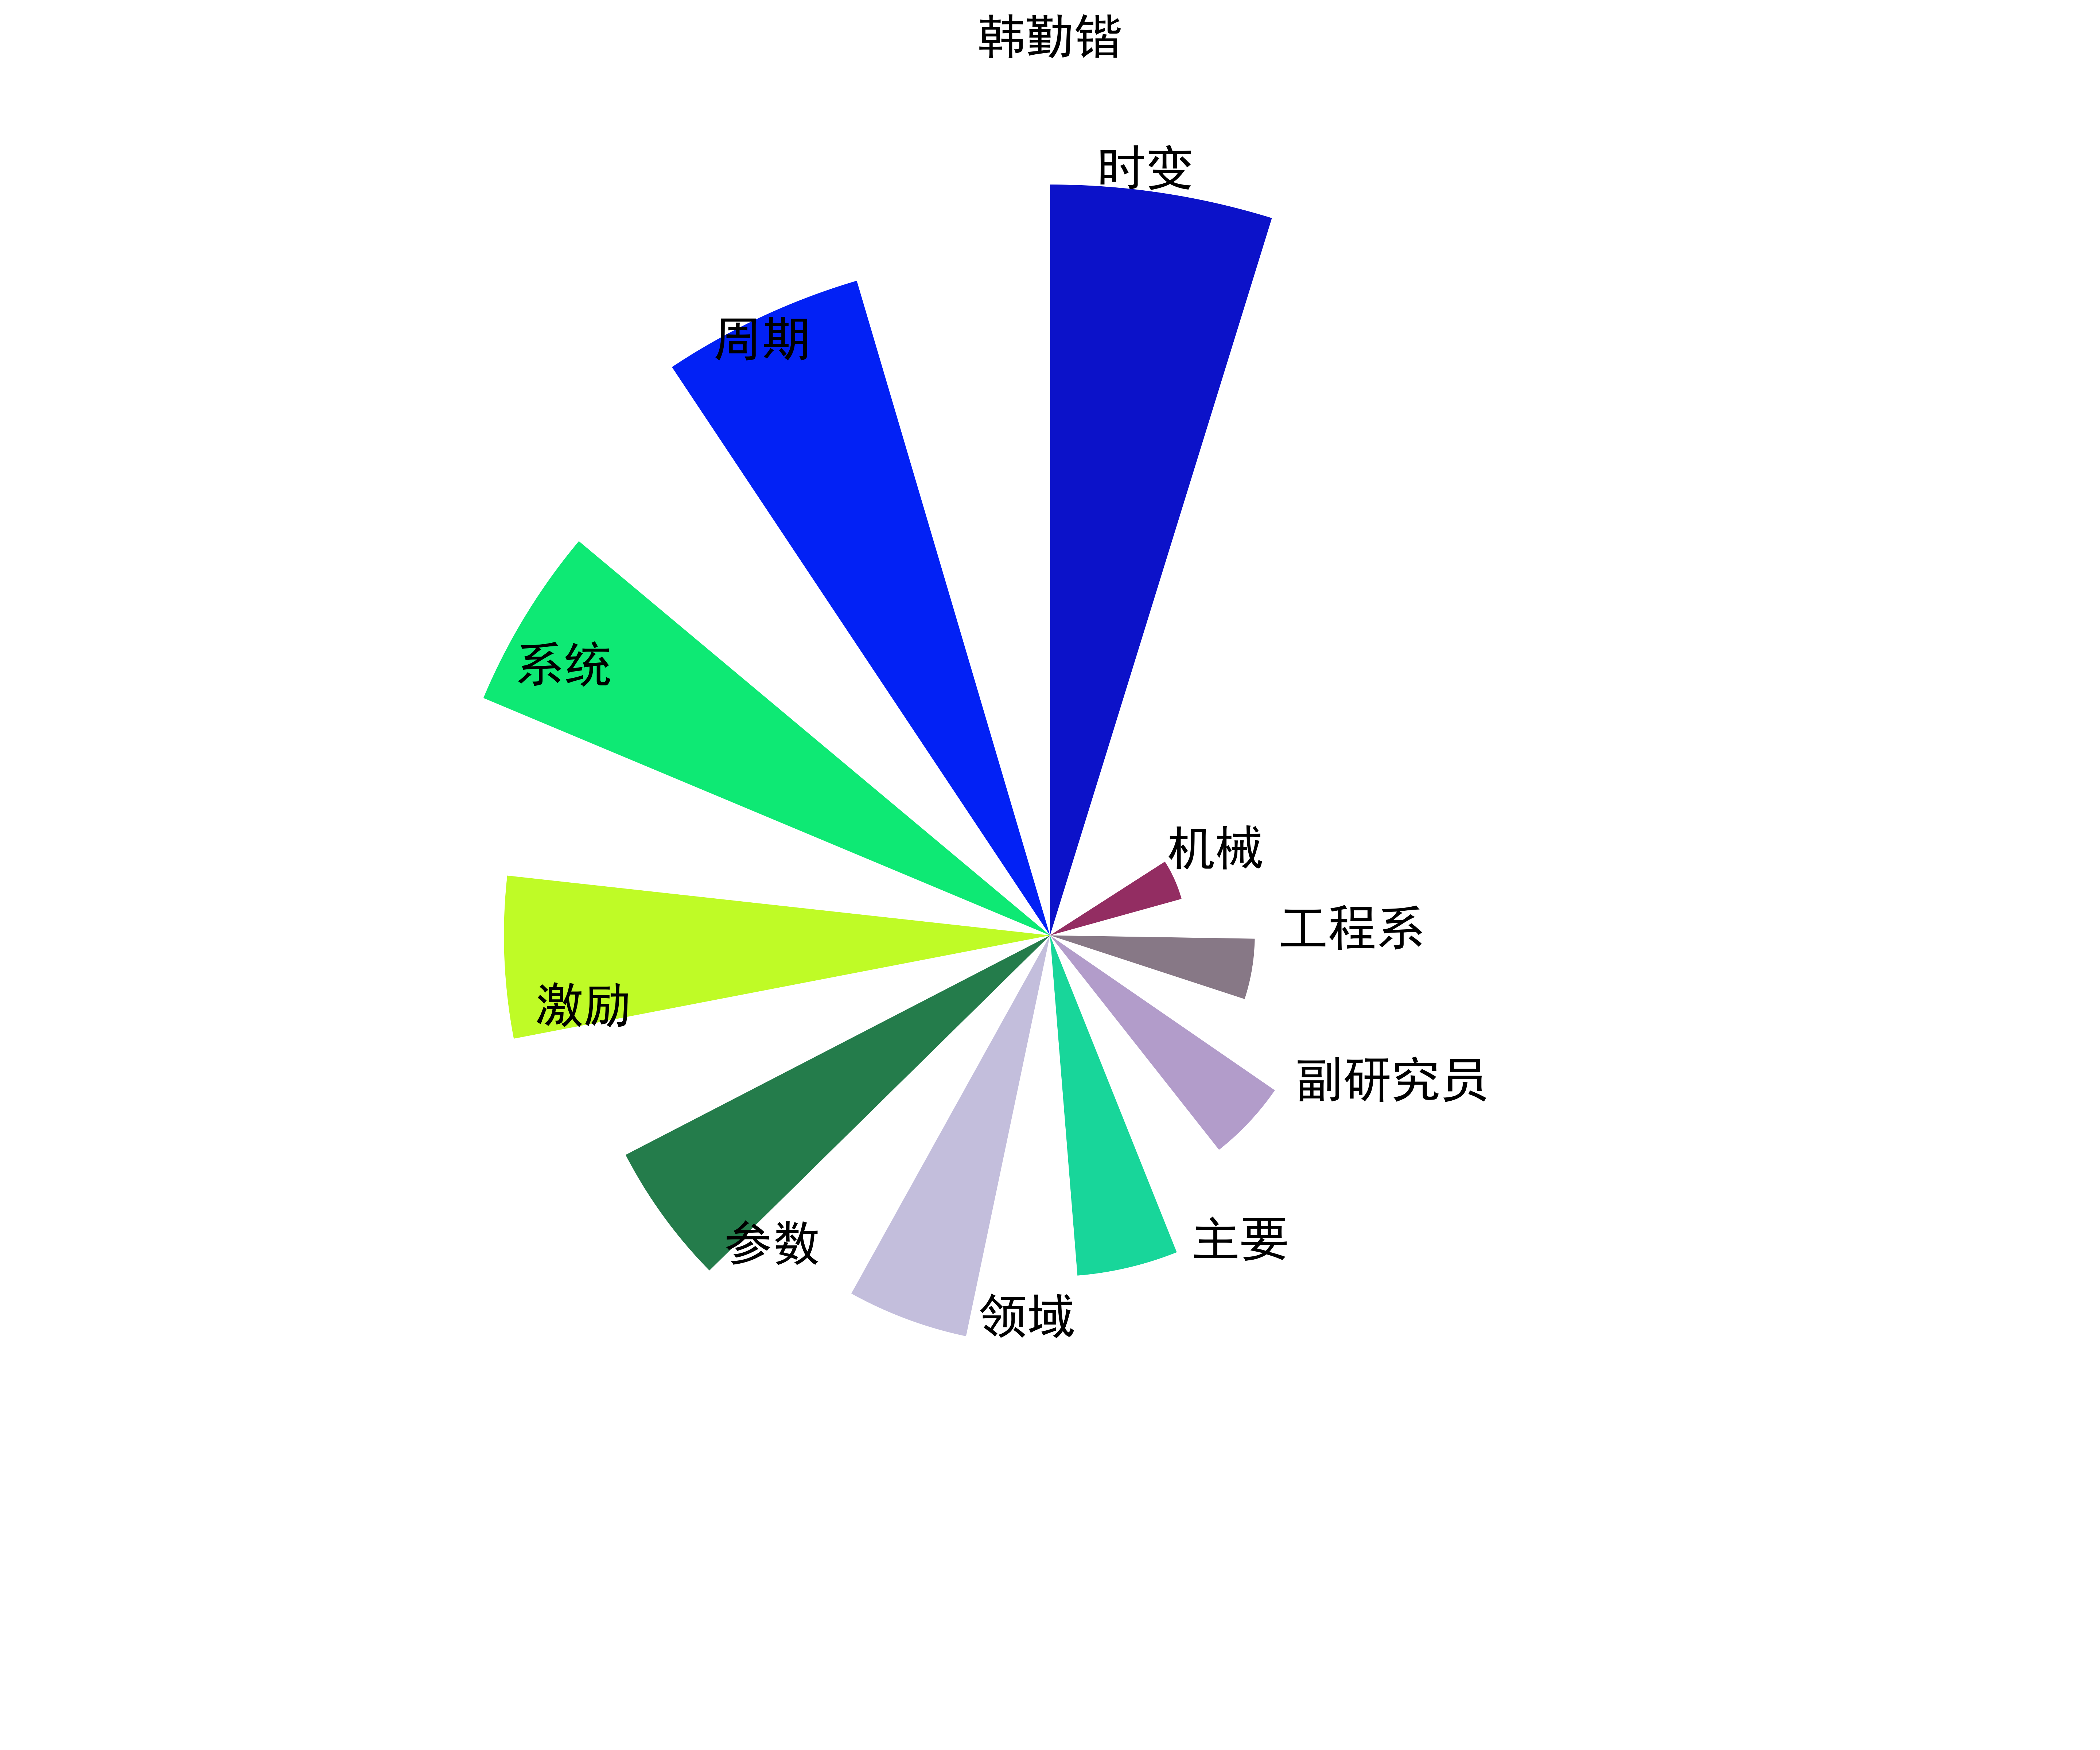 韩勤锴
时变
周期
系统
机械
工程系
激励
副研究员
参数
主要
领域